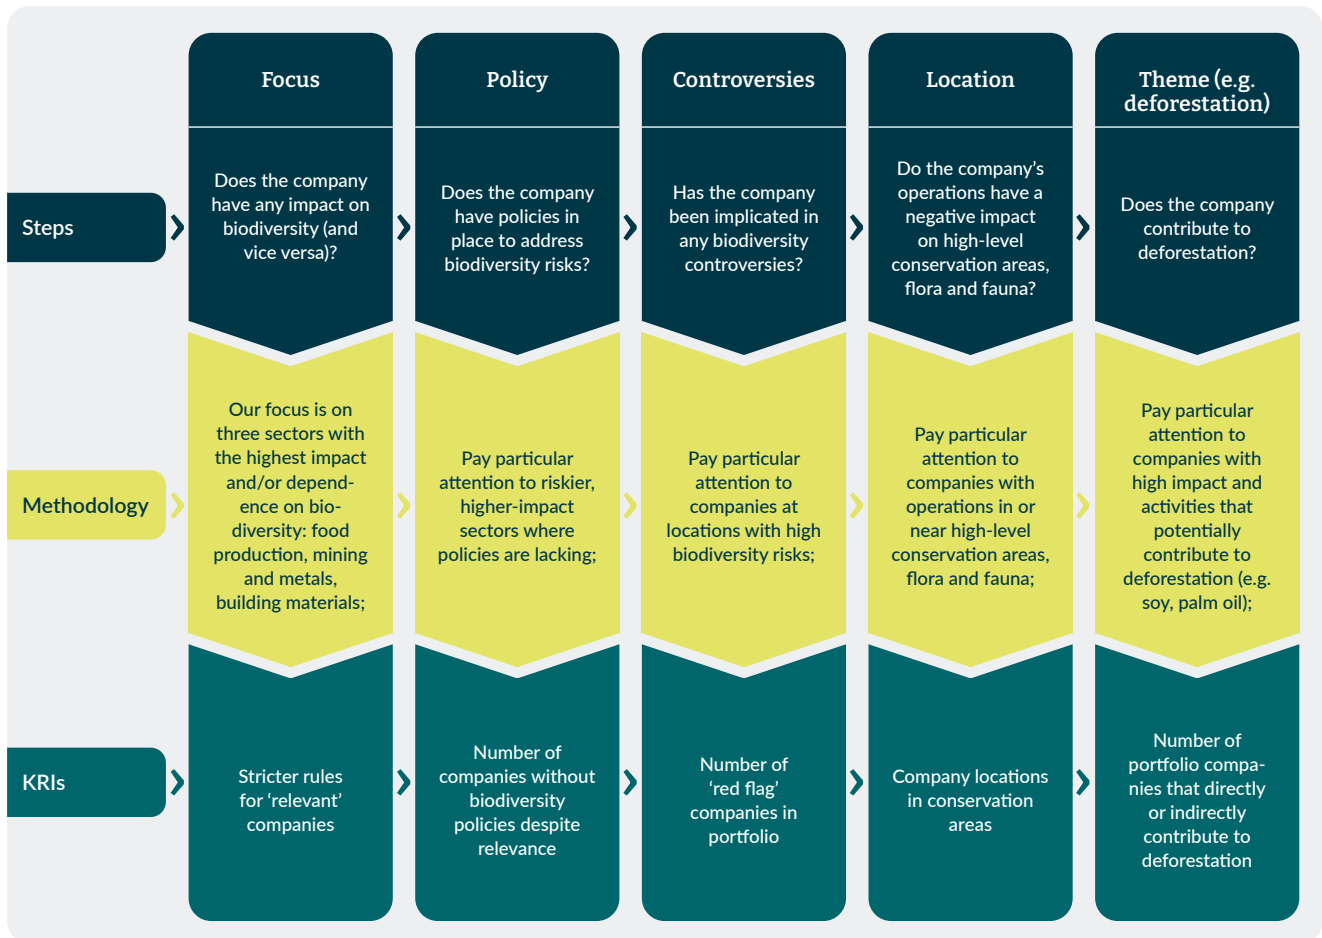 Focus
Policy
Controversies
Location
Theme (e.g.
deforestation)
Steps
Does the company
have any impact on
biodiversity (and
vice versa)?
Does the company
have policies in
place to address
biodiversity risks?
Has the company
been implicated in
any biodiversity
controversies?
Do the company’s
operations have a
negative impact
on high-level
conservation areas,
flora and fauna?
Does the company
contribute to
deforestation?
Methodology
Our focus is on
three sectors with
the highest impact
and/or depend-
ence on bio-
diversity: food
production, mining
and metals,
building materials;
Pay particular
attention to riskier,
higher-impact
sectors where
policies are lacking;
Pay particular
attention to
companies at
locations with high
biodiversity risks;
Pay particular
attention to
companies with
operations in or
near high-level
conservation areas,
flora and fauna;
Pay particular
attention to
companies with
high impact and
activities that
potentially
contribute to
deforestation (e.g.
soy, palm oil);
KRIs
Stricter rules
for ‘relevant’
companies
Number of
companies without
biodiversity
policies despite
relevance
Number of
‘red flag’
companies in
portfolio
Company locations
in conservation
areas
Number of
portfolio compa-
nies that directly
or indirectly
contribute to
deforestation